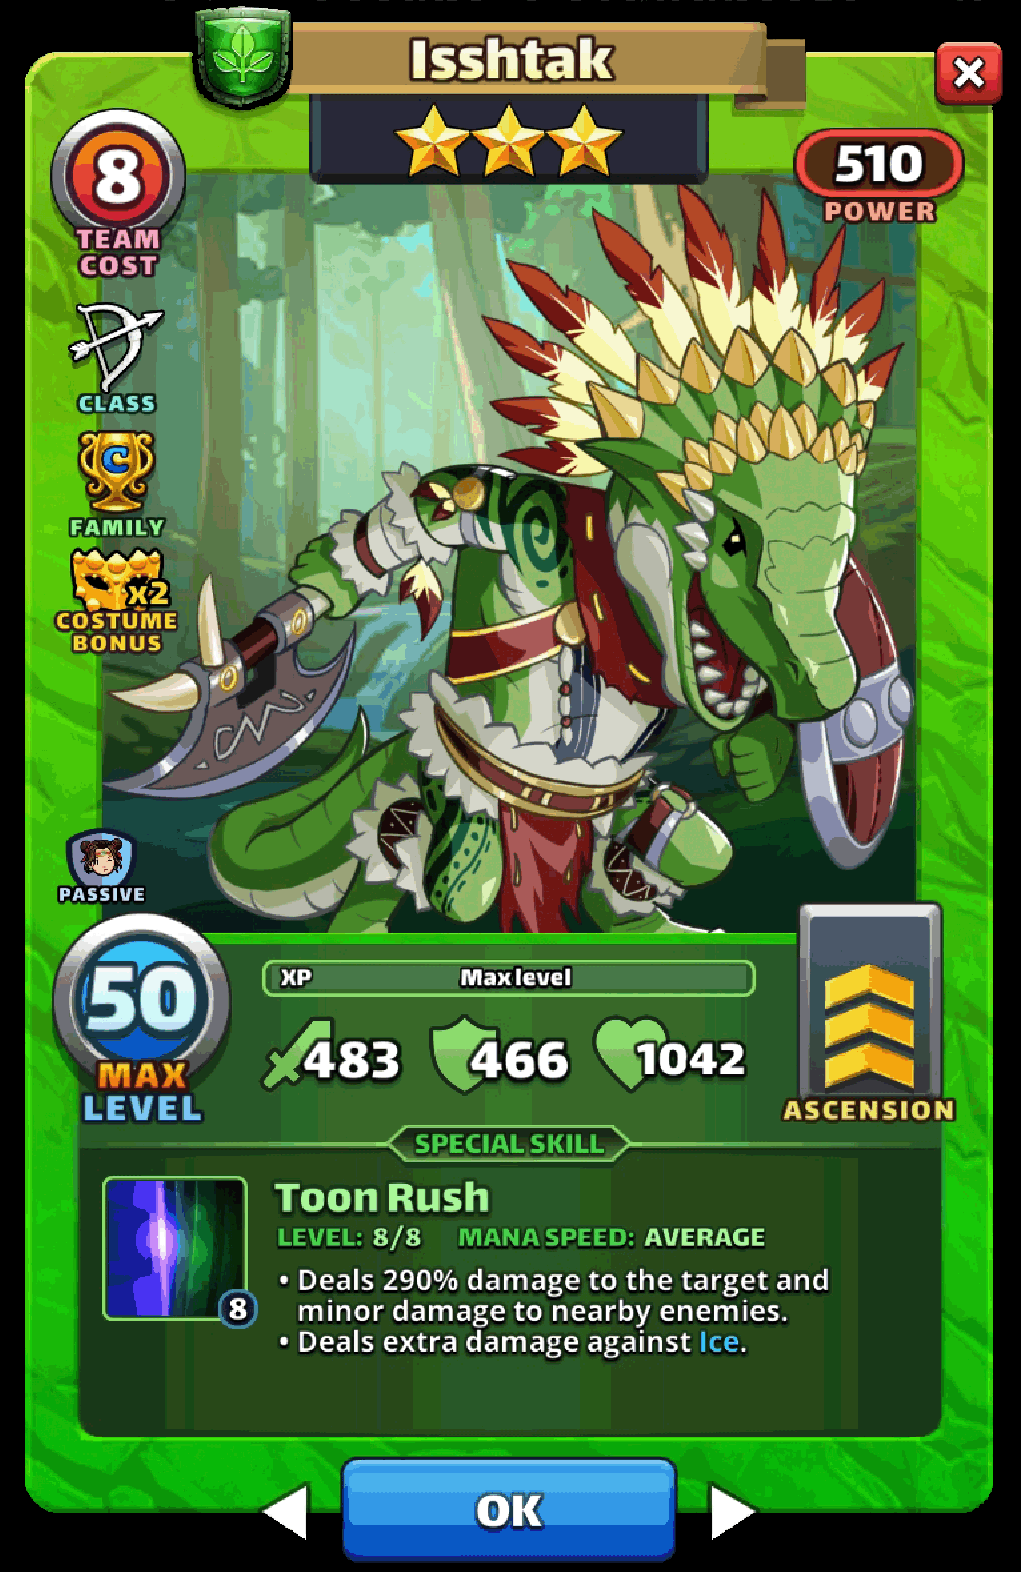 Isshtak
8
TEAM
COST
510
POWER
CLASS
C
FAMILY
x2
COSTUME
BONUS
PASSIVE
50
MAX
LEVEL
XP Max level
483 466 1042
ASCENSION
SPECIAL SKILL
Toon Rush
LEVEL: 8/8 MANA SPEED: AVERAGE
8
• Deals 290% damage to the target and
minor damage to nearby enemies.
• Deals extra damage against Ice.
OK